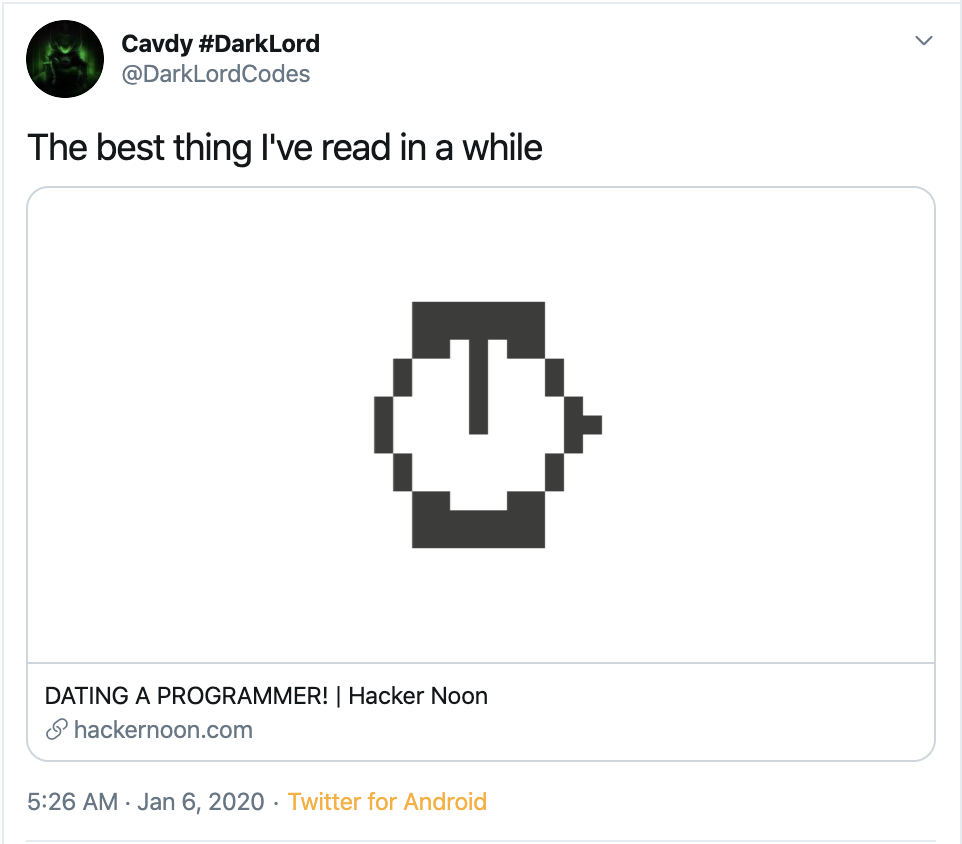 Cavdy #DarkLord
@DarkLordCodes
The best thing I've read in a while
DATING A PROGRAMMER! | Hacker Noon
hackernoon.com
5:26 AM · Jan 6, 2020 · Twitter for Android